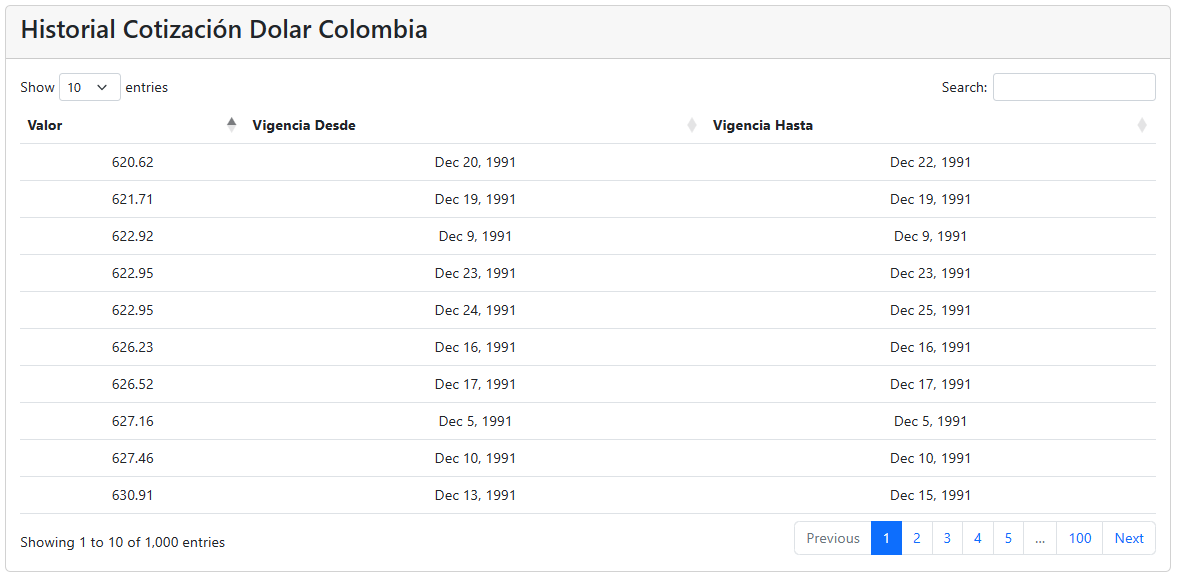 Historial Cotización Dolar Colombia
Show 10 entries Search:
Valor Vigencia Desde Vigencia Hasta
620.62 Dec 20, 1991 Dec 22, 1991
621.71 Dec 19, 1991 Dec 19, 1991
622.92 Dec 9, 1991 Dec 9, 1991
622.95 Dec 23, 1991 Dec 23, 1991
622.95 Dec 24, 1991 Dec 25, 1991
626.23 Dec 16, 1991 Dec 16, 1991
626.52 Dec 17, 1991 Dec 17, 1991
627.16 Dec 5, 1991 Dec 5, 1991
627.46 Dec 10, 1991 Dec 10, 1991
630.91 Dec 13, 1991 Dec 15, 1991
Showing 1 to 10 of 1,000 entries Previous 1 2 3 4 5 ... 100 Next